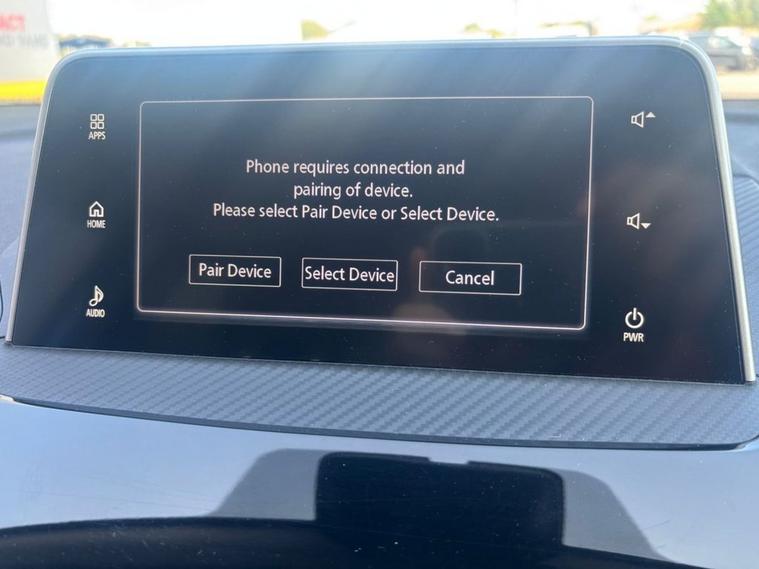 ACT
APPS
HOME
AUDIO
Phone requires connection and
pairing of device.
Please select Pair Device or Select Device.
Pair Device
Select Device
Cancel
PWR